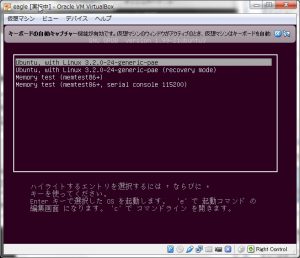 eagle [実行中] - Oracle VM VirtualBox
仮想マシン ビュー デバイス ヘルプ
キーボードの自動キャプチャー機能が有効です。仮想マシンのウィンドウがアクティブのとき、仮想マシンはキーボードを自動
Ubuntu, with Linux 3.2.0-24-generic-pae
Ubuntu, with Linux 3.2.0-24-generic-pae (recovery mode)
Memory test (memtest86+)
Memory test (memtest86+, serial console 115200)
ハイライトするエントリを選択するには ↑ ならびに ↓
キーを使ってください。
Enter キーで選択した OS を起動します。 'e' で 起動コマンド の
編集画面 になります。 'c' で コマンドライン を開きます。
Right Control